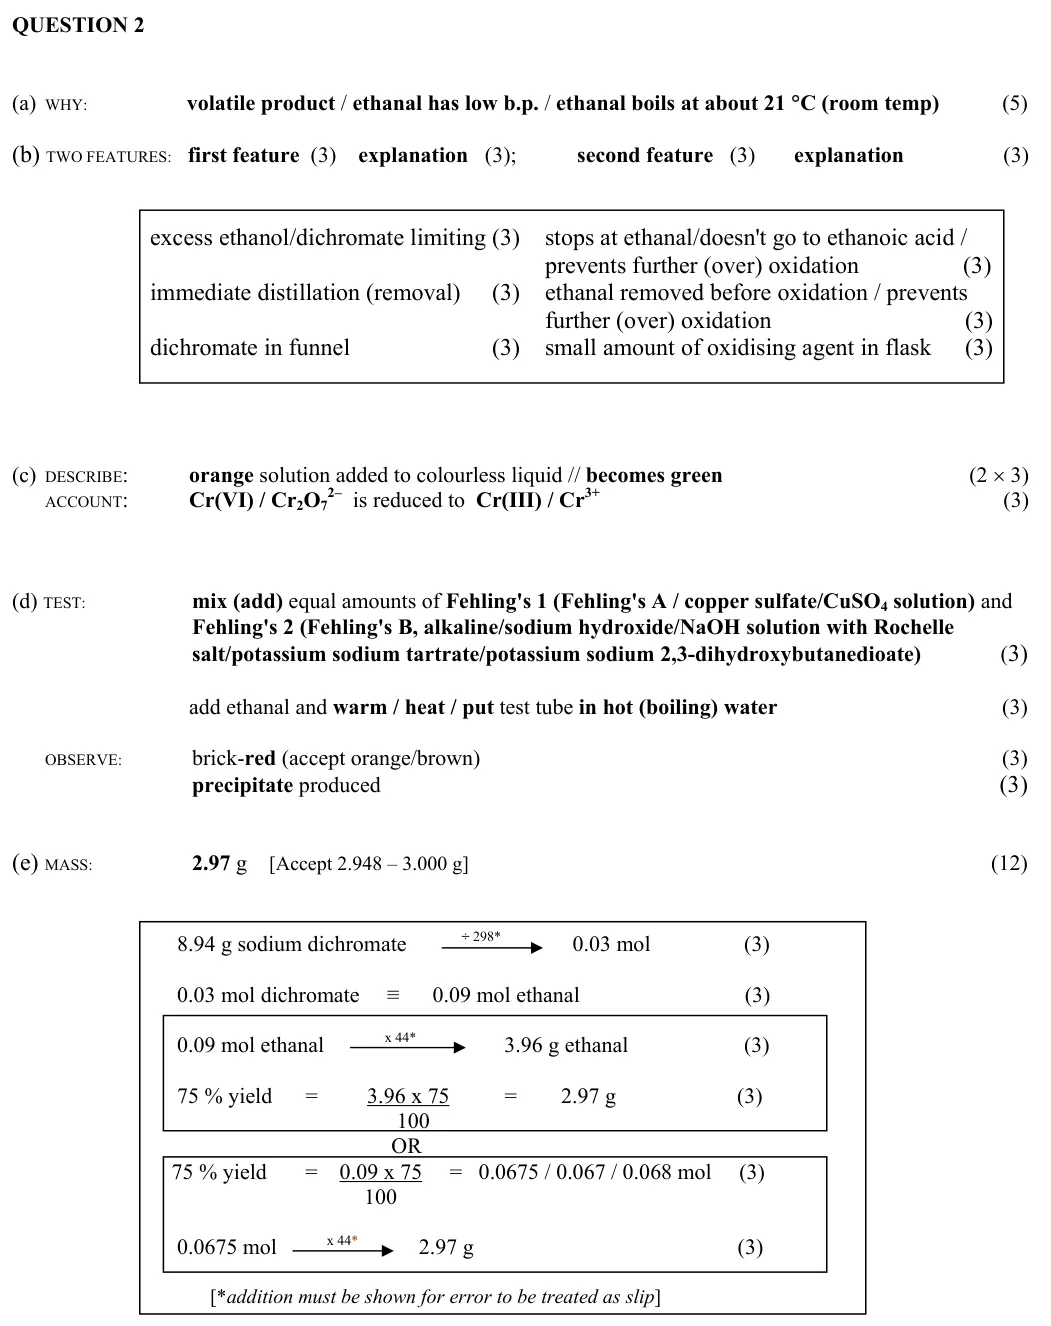 QUESTION 2
(a) WHY: volatile product / ethanal has low b.p. / ethanal boils at about 21 °C (room temp) (5)
(b) TWO FEATURES: first feature (3) explanation (3); second feature (3) explanation (3)
excess ethanol/dichromate limiting (3) stops at ethanal/doesn't go to ethanoic acid /
prevents further (over) oxidation (3)
immediate distillation (removal) (3) ethanal removed before oxidation / prevents
further (over) oxidation (3)
dichromate in funnel (3) small amount of oxidising agent in flask (3)
(c) DESCRIBE: orange solution added to colourless liquid // becomes green (2 × 3)
ACCOUNT: Cr(VI) / Cr₂O₇²⁻ is reduced to Cr(III) / Cr³⁺ (3)
(d) TEST: mix (add) equal amounts of Fehling's 1 (Fehling's A / copper sulfate/CuSO₄ solution) and
Fehling's 2 (Fehling's B, alkaline/sodium hydroxide/NaOH solution with Rochelle
salt/potassium sodium tartrate/potassium sodium 2,3-dihydroxybutanedioate) (3)
add ethanal and warm / heat / put test tube in hot (boiling) water (3)
OBSERVE: brick-red (accept orange/brown) (3)
precipitate produced (3)
(e) MASS: 2.97 g [Accept 2.948 – 3.000 g] (12)
8.94 g sodium dichromate ÷ 298* 0.03 mol (3)
0.03 mol dichromate ≡ 0.09 mol ethanal (3)
0.09 mol ethanal x 44* 3.96 g ethanal (3)
75 % yield = 3.96 x 75 = 2.97 g (3)
100
OR
75 % yield = 0.09 x 75 = 0.0675 / 0.067 / 0.068 mol (3)
100
0.0675 mol x 44* 2.97 g (3)
[*addition must be shown for error to be treated as slip]